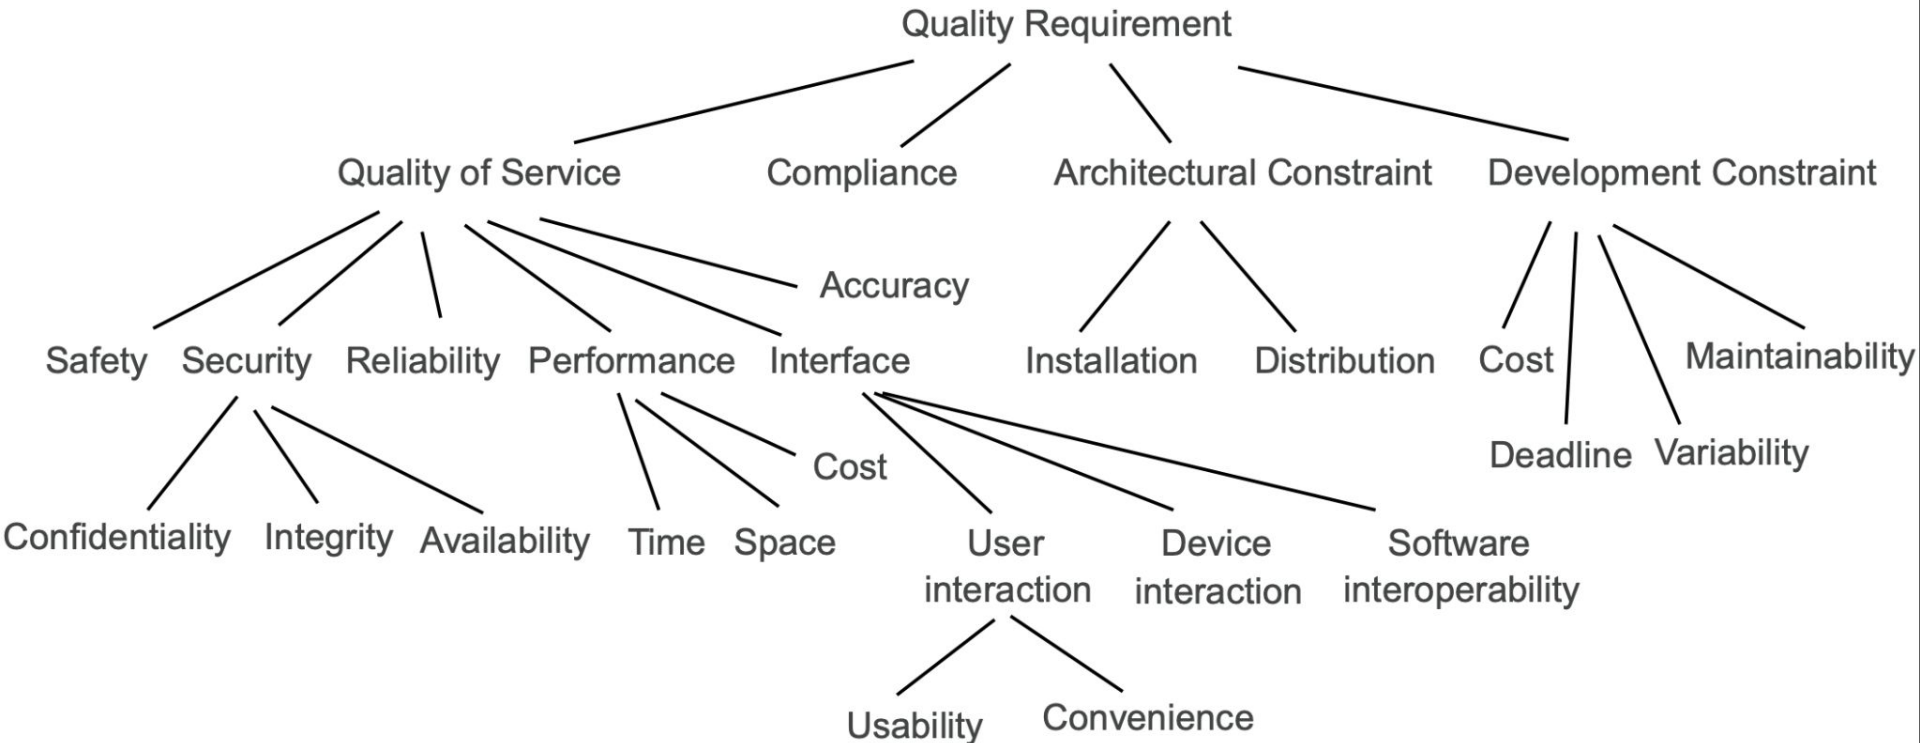 Quality Requirement
Quality of Service
Compliance
Architectural Constraint
Development Constraint
Accuracy
Safety
Security
Reliability
Performance
Interface
Installation
Distribution
Cost
Maintainability
Cost
Deadline
Variability
Confidentiality
Integrity
Availability
Time
Space
User
interaction
Device
interaction
Software
interoperability
Usability
Convenience